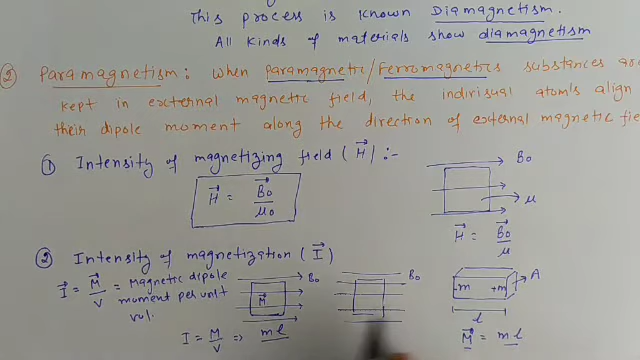 This process is known Diamagnetism.
All kinds of materials show diamagnetism
② Paramagnetism: When Paramagnetic/Ferromagnetics substances are
kept in external magnetic field, the indirisual atom's align
their dipole moment along the direction of external magnetic fie
① Intensity of magnetizing field (H⃗) :-
H⃗ = B⃗₀/μ₀
B₀
μ
H⃗ = B⃗₀/μ
② Intensity of magnetization (I⃗)
I⃗ = M⃗/V = Magnetic dipole
moment per unit
vol.
M⃗
B₀
B₀
m +m A
l
I = M/V => ml
M⃗ = ml